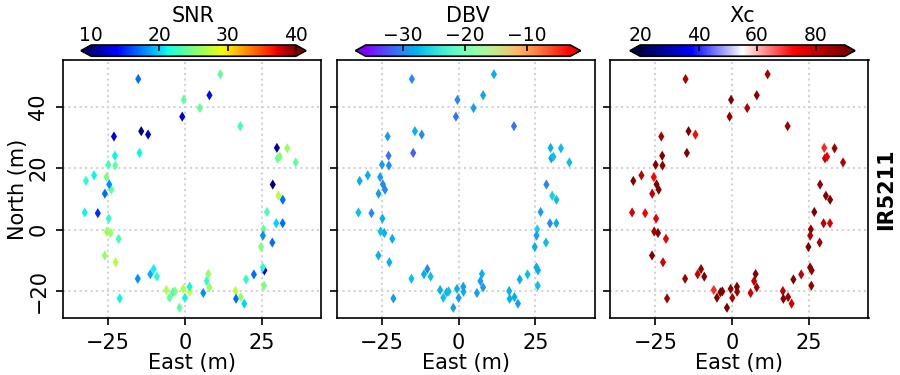 SNR DBV Xc
10 20 30 40 −30 −20 −10 20 40 60 80
North (m)
40
20
0
−20
IR5211
−25 0 25 −25 0 25 −25 0 25
East (m) East (m) East (m)